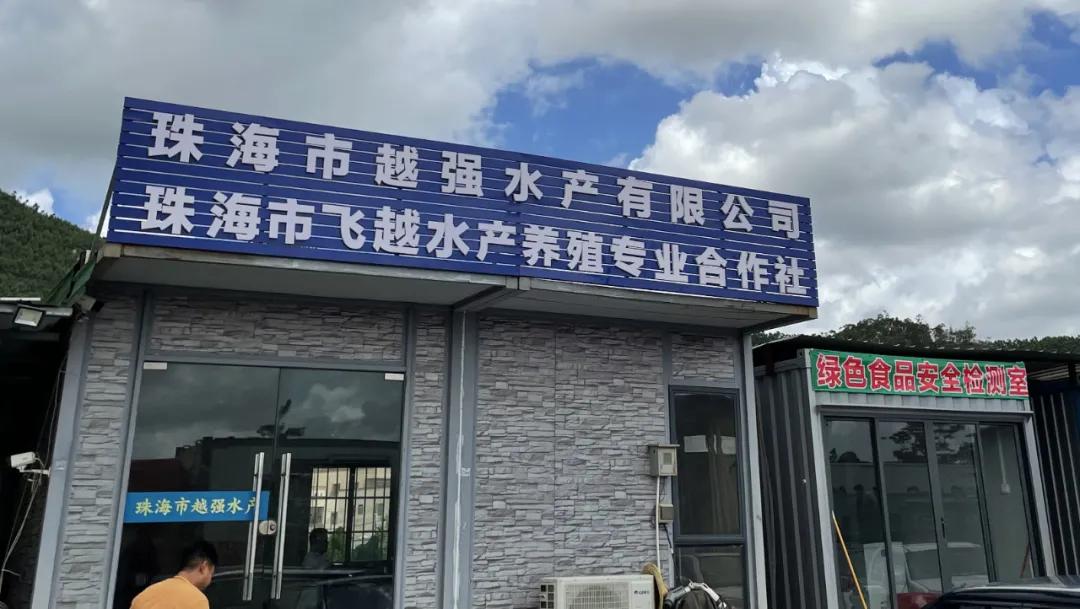 珠海市越强水产有限公司
珠海市飞越水产养殖专业合作社
绿色食品安全检测室
珠海市越强水产